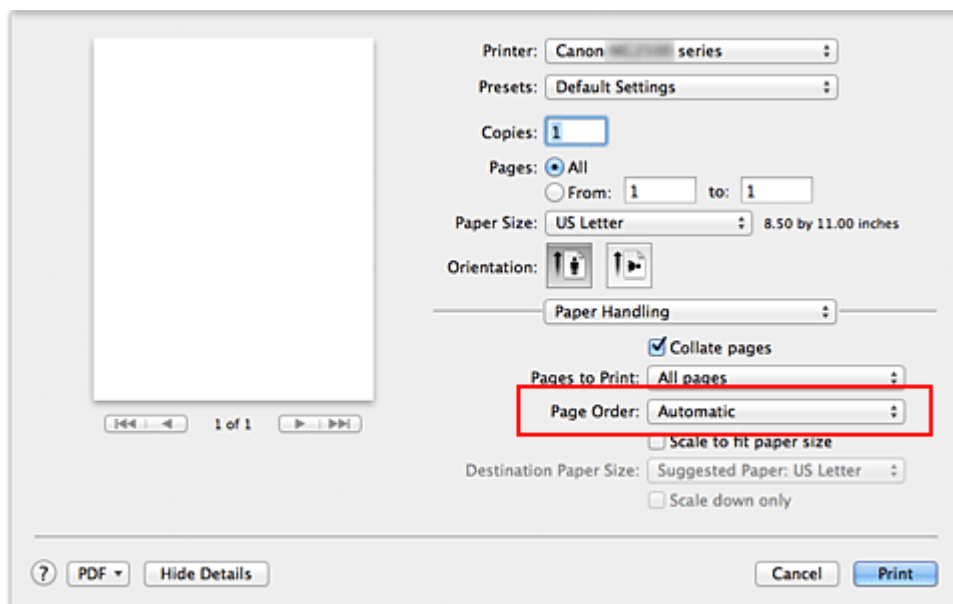 Printer: Canon series
Presets: Default Settings
Copies: 1
Pages: All
From: 1 to: 1
Paper Size: US Letter 8.50 by 11.00 inches
Orientation:
Paper Handling
Collate pages
Pages to Print: All pages
Page Order: Automatic
Scale to fit paper size
Destination Paper Size: Suggested Paper: US Letter
Scale down only
1 of 1
? PDF Hide Details Cancel Print